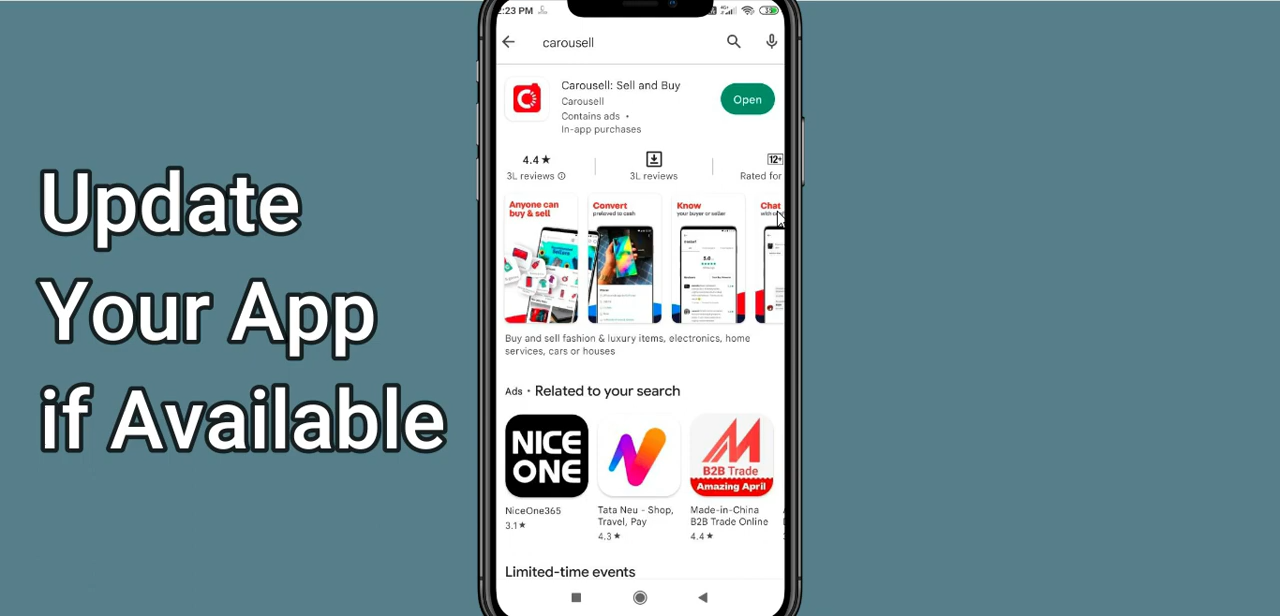 Update
Your App
if Available
:23 PM
carousell
Carousell: Sell and Buy
Carousell
Contains ads •
In-app purchases
Open
4.4★
3L reviews
3L reviews
12+
Rated for
Anyone can
buy & sell
Convert
preloved to cash
Know
your buyer or seller
Chat
Buy and sell fashion & luxury items, electronics, home
services, cars or houses
Ads • Related to your search
NICE
ONE
B2B Trade
Amazing April
NiceOne365
3.1★
Tata Neu - Shop,
Travel, Pay
4.3★
Made-in-China
B2B Trade Online
4.4★
Limited-time events